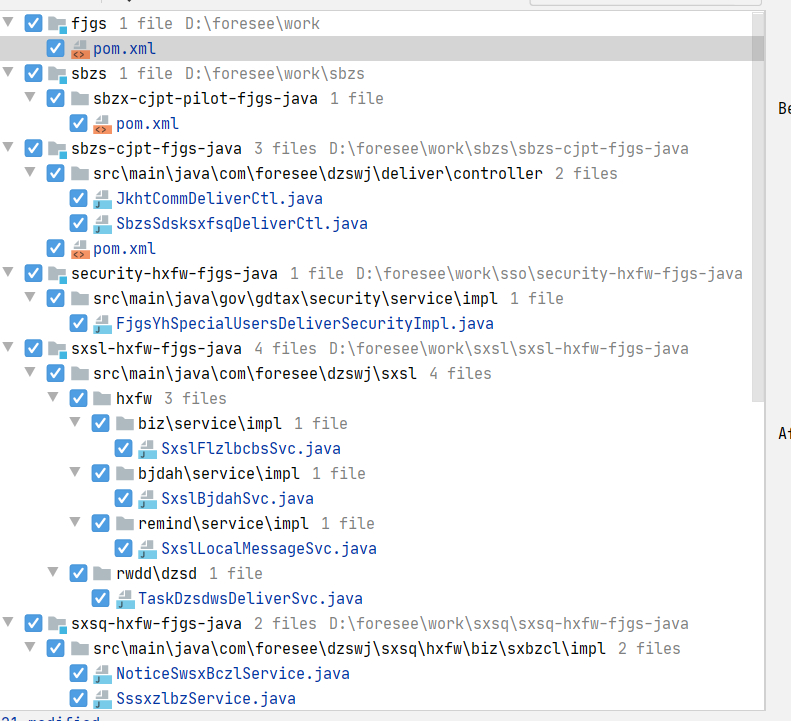 fjgs 1 file D:\foresee\work
pom.xml
sbzs 1 file D:\foresee\work\sbzs
sbzx-cjpt-pilot-fjgs-java 1 file
pom.xml
sbzs-cjpt-fjgs-java 3 files D:\foresee\work\sbzs\sbzs-cjpt-fjgs-java
src\main\java\com\foresee\dzswj\deliver\controller 2 files
JkhtCommDeliverCtl.java
SbzsSdsksxfsqDeliverCtl.java
pom.xml
security-hxfw-fjgs-java 1 file D:\foresee\work\sso\security-hxfw-fjgs-java
src\main\java\gov\gdtax\security\service\impl 1 file
FjgsYhSpecialUsersDeliverSecurityImpl.java
sxsl-hxfw-fjgs-java 4 files D:\foresee\work\sxsl\sxsl-hxfw-fjgs-java
src\main\java\com\foresee\dzswj\sxsl 4 files
hxfw 3 files
biz\service\impl 1 file
SxslFlzlbcbsSvc.java
bjdah\service\impl 1 file
SxslBjdahSvc.java
remind\service\impl 1 file
SxslLocalMessageSvc.java
rwdd\dzsd 1 file
TaskDzsdwsDeliverSvc.java
sxsq-hxfw-fjgs-java 2 files D:\foresee\work\sxsq\sxsq-hxfw-fjgs-java
src\main\java\com\foresee\dzswj\sxsq\hxfw\biz\sxbzcl\impl 2 files
NoticeSwsxBczlService.java
SssxzlbzService.java